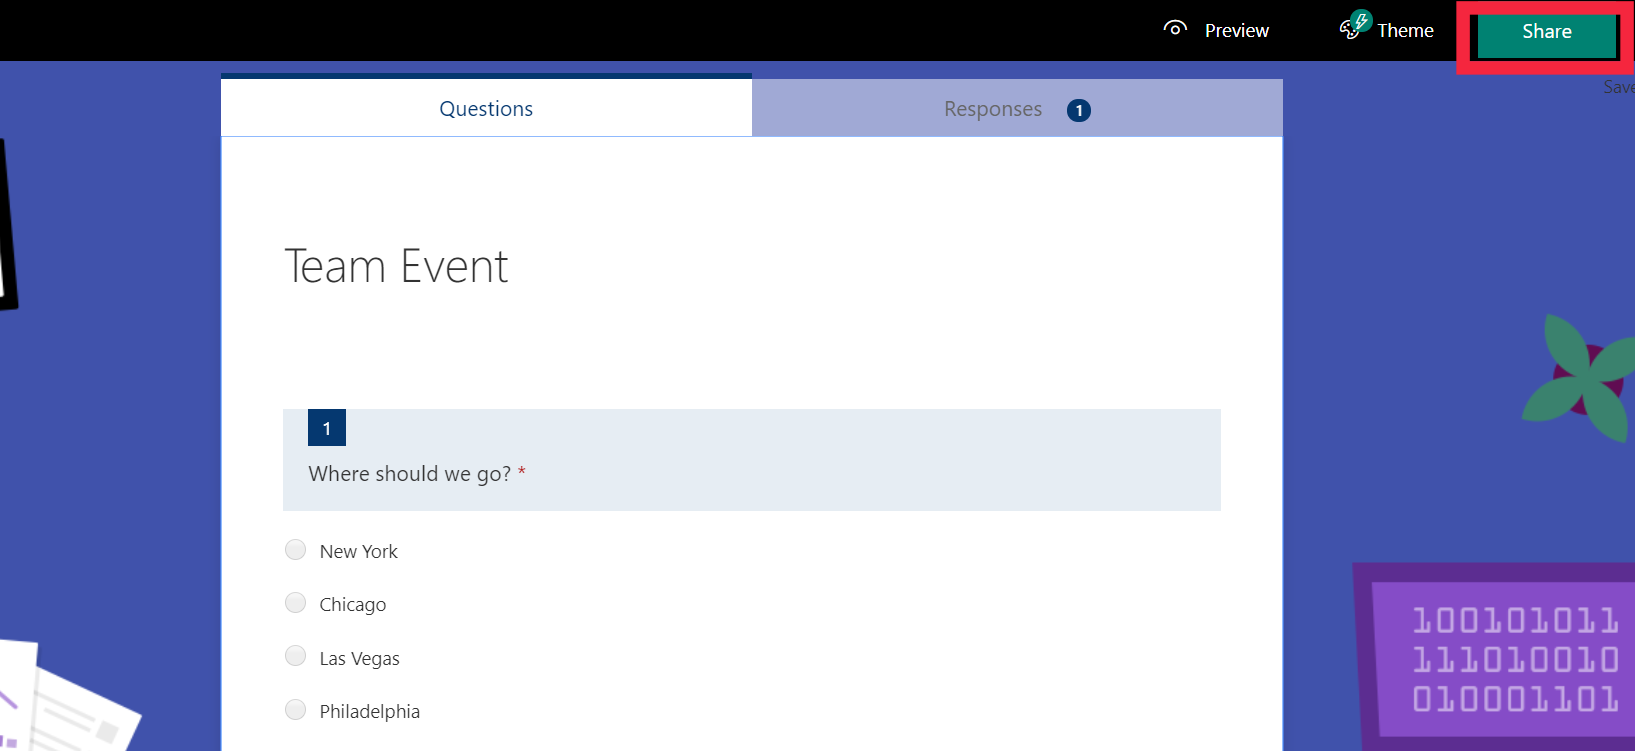 Preview
Theme
Share
Questions
Responses 1
Team Event
1
Where should we go? *
New York
Chicago
Las Vegas
Philadelphia
100101011
111010010
010001101